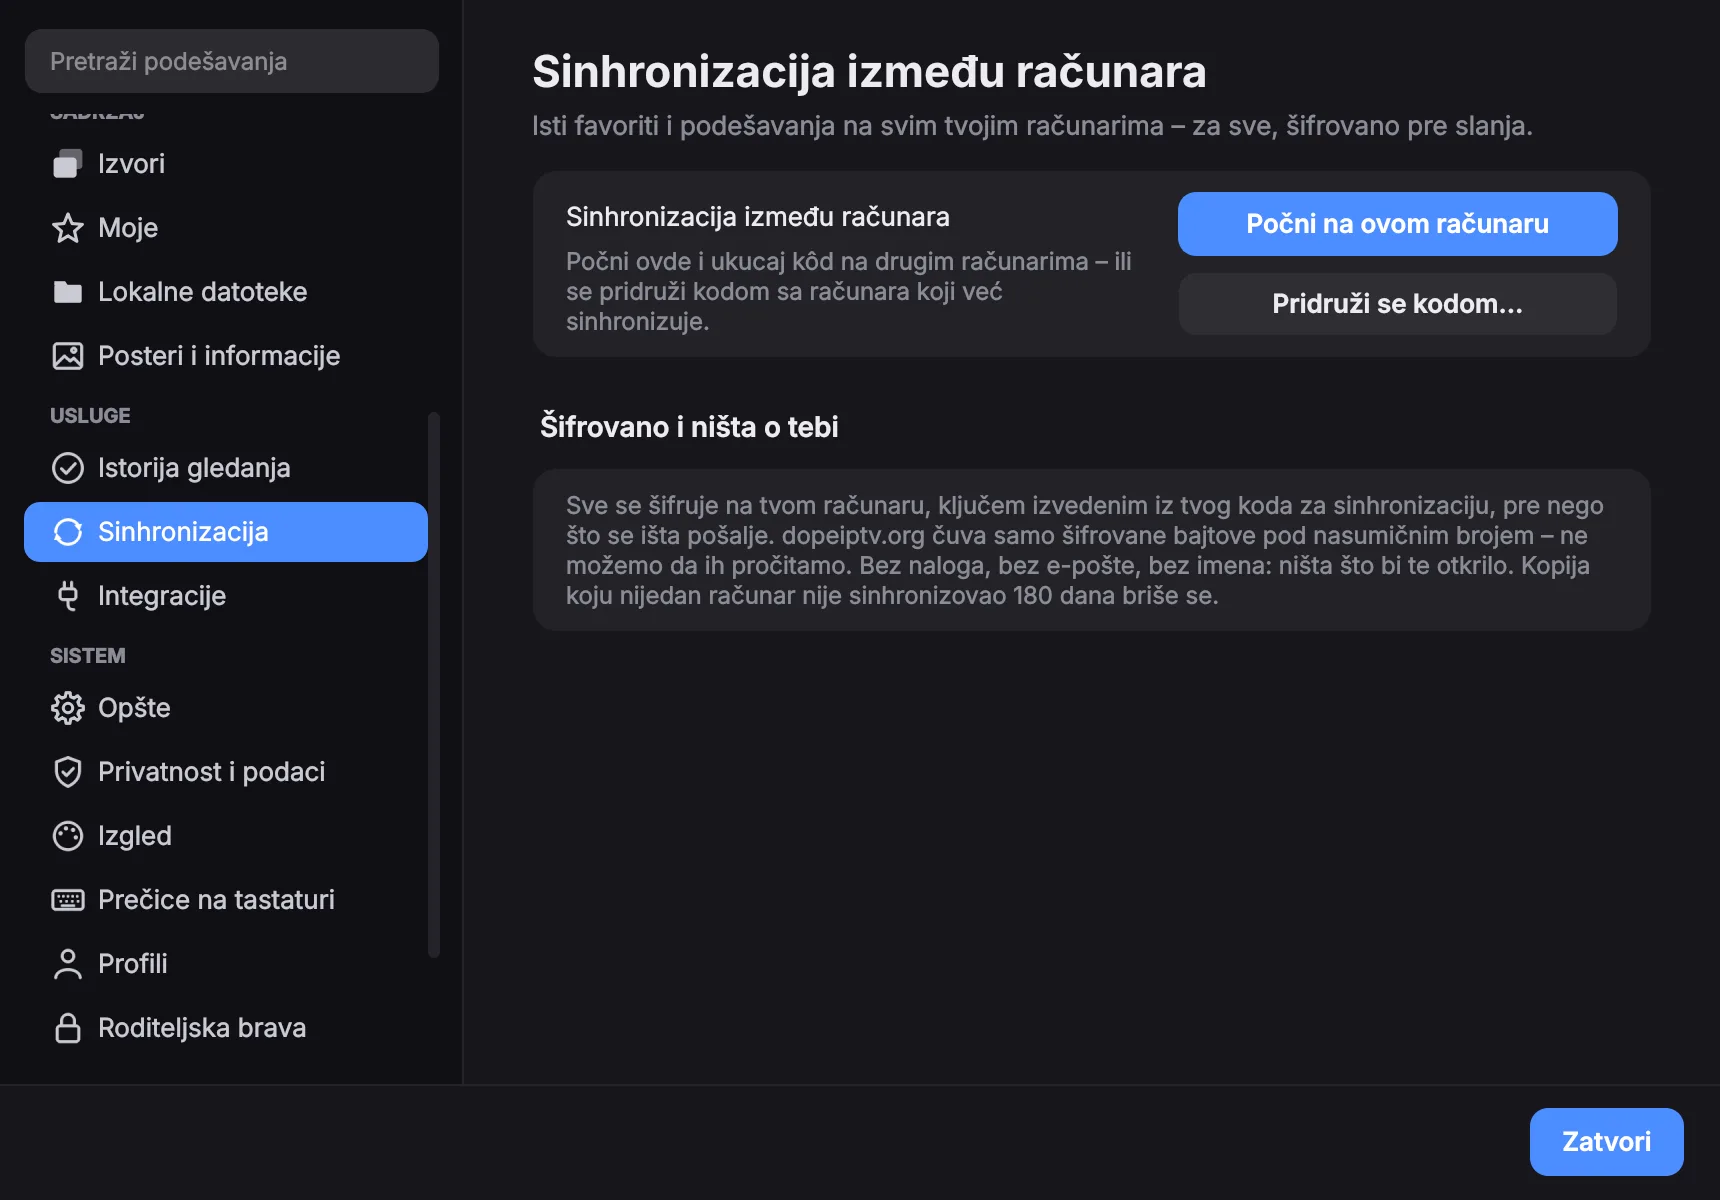 Pretraži podešavanja
SADRŽAJ
Izvori
Moje
Lokalne datoteke
Posteri i informacije
USLUGE
Istorija gledanja
Sinhronizacija
Integracije
SISTEM
Opšte
Privatnost i podaci
Izgled
Prečice na tastaturi
Profili
Roditeljska brava
Sinhronizacija između računara
Isti favoriti i podešavanja na svim tvojim računarima – za sve, šifrovano pre slanja.
Sinhronizacija između računara
Počni ovde i ukucaj kôd na drugim računarima – ili
se pridruži kodom sa računara koji već
sinhronizuje.
Počni na ovom računaru
Pridruži se kodom...
Šifrovano i ništa o tebi
Sve se šifruje na tvom računaru, ključem izvedenim iz tvog koda za sinhronizaciju, pre nego
što se išta pošalje. dopeiptv.org čuva samo šifrovane bajtove pod nasumičnim brojem – ne
možemo da ih pročitamo. Bez naloga, bez e-pošte, bez imena: ništa što bi te otkrilo. Kopija
koju nijedan računar nije sinhronizovao 180 dana briše se.
Zatvori